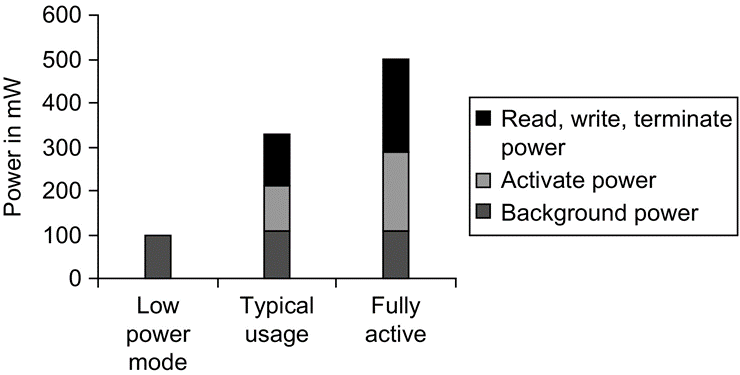 600
500
400
300
200
100
0
Power in mW
Low
power
mode
Typical
usage
Fully
active
Read, write, terminate
power
Activate power
Background power